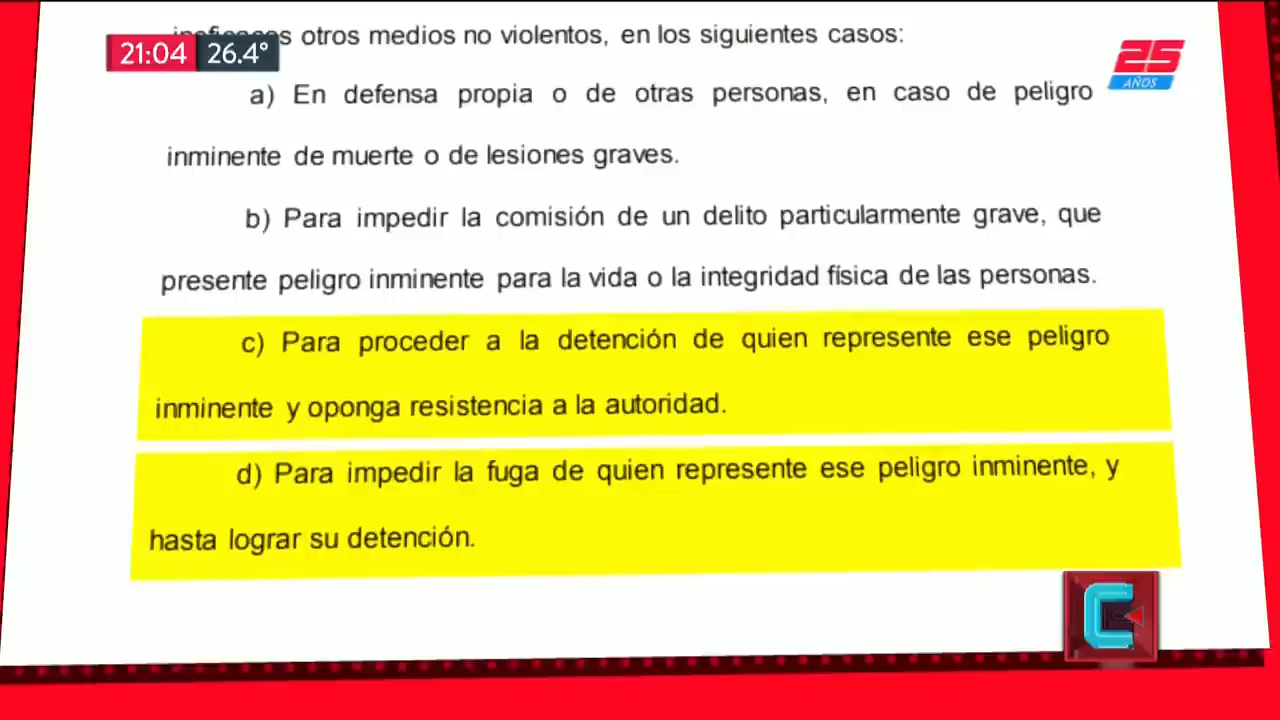 s otros medios no violentos, en los siguientes casos:
21:04 26.4°
25
AÑOS
a) En defensa propia o de otras personas, en caso de peligro
inminente de muerte o de lesiones graves.
b) Para impedir la comisión de un delito particularmente grave, que
presente peligro inminente para la vida o la integridad física de las personas.
c) Para proceder a la detención de quien represente ese peligro
inminente y oponga resistencia a la autoridad.
d) Para impedir la fuga de quien represente ese peligro inminente, y
hasta lograr su detención.
C